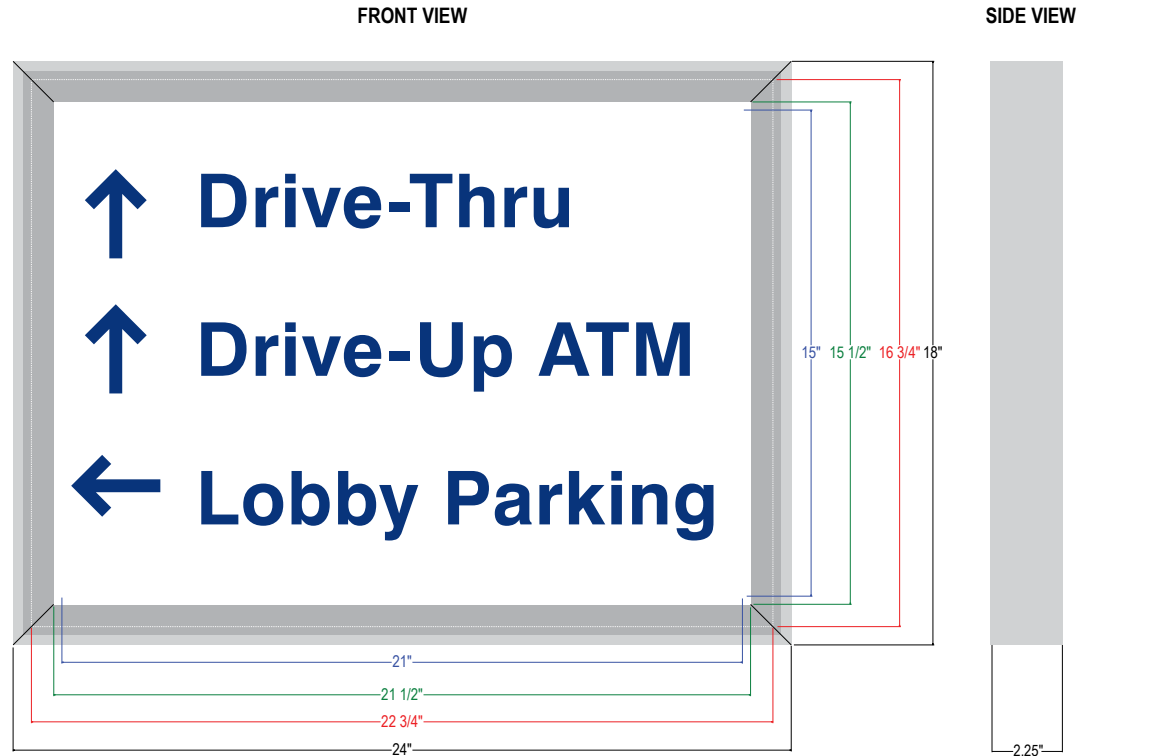 FRONT VIEW
SIDE VIEW
↑ Drive-Thru
↑ Drive-Up ATM
← Lobby Parking
15" 15 1/2" 16 3/4" 18"
21"
21 1/2"
22 3/4"
24"
2.25"